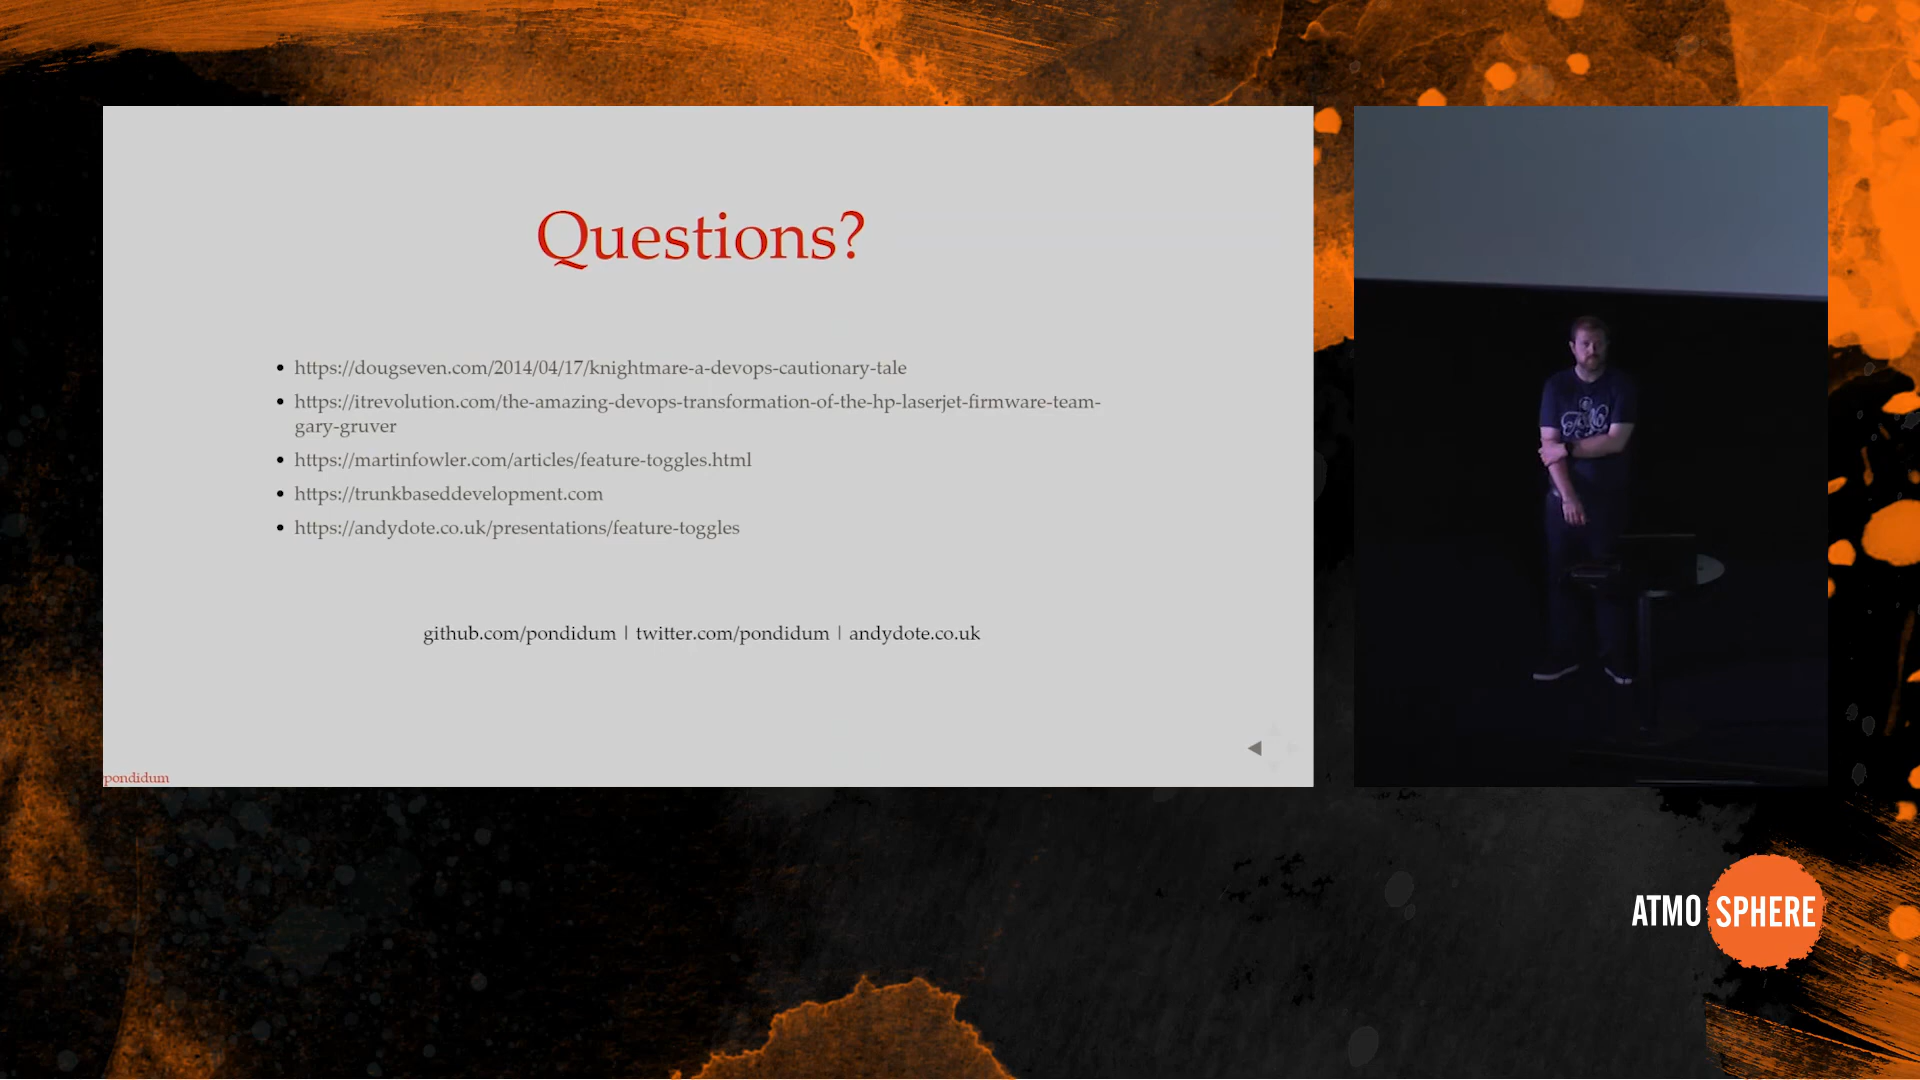 Questions?
https://dougseven.com/2014/04/17/knightmare-a-devops-cautionary-tale
https://itrevolution.com/the-amazing-devops-transformation-of-the-hp-laserjet-firmware-team-
gary-gruver
https://martinfowler.com/articles/feature-toggles.html
https://trunkbaseddevelopment.com
https://andydote.co.uk/presentations/feature-toggles
github.com/pondidum | twitter.com/pondidum | andydote.co.uk
pondidum
ATMO SPHERE